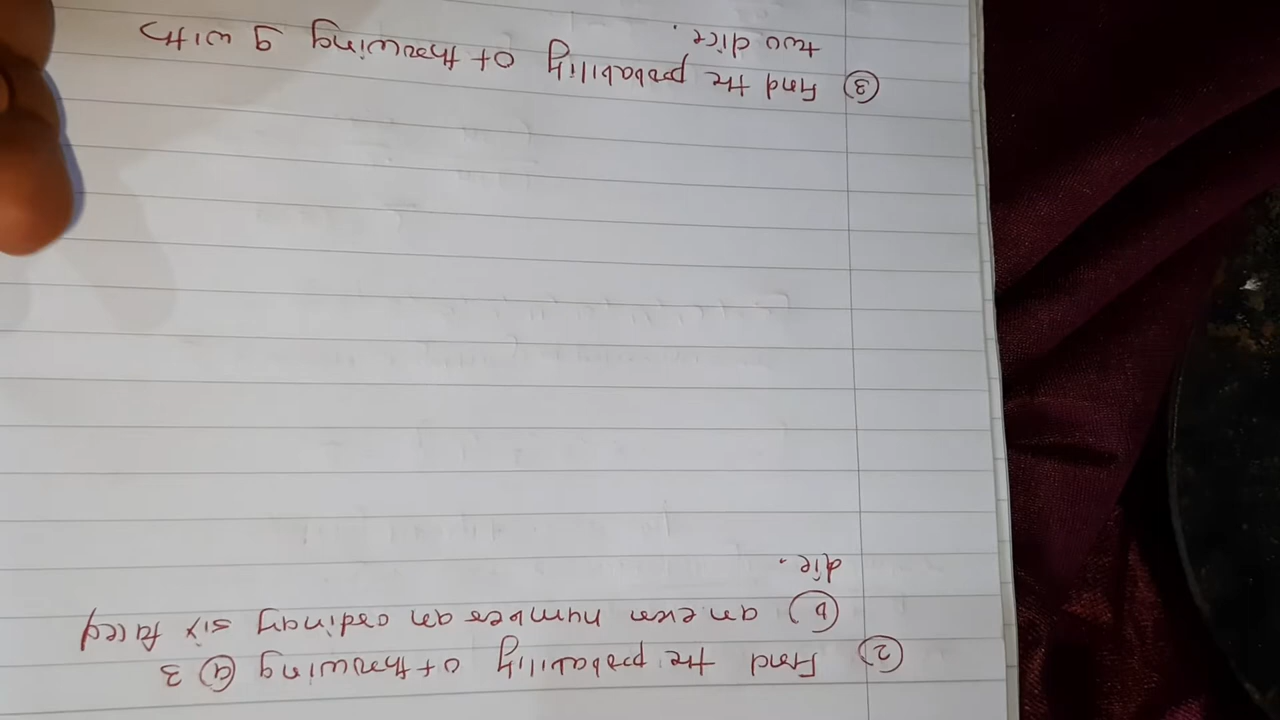 ② Find the probability of throwing ⓐ 3
ⓑ an even number an ordinary six faced
die.
③ Find the probability of throwing 9 with
two dice.